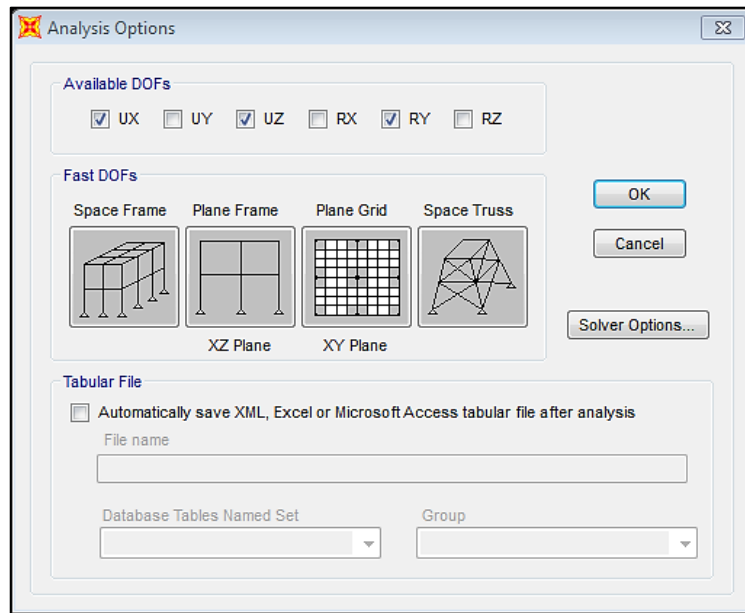 Analysis Options
Available DOFs
UX UY UZ RX RY RZ
Fast DOFs
Space Frame Plane Frame Plane Grid Space Truss
XZ Plane XY Plane
OK
Cancel
Solver Options...
Tabular File
Automatically save XML, Excel or Microsoft Access tabular file after analysis
File name
Database Tables Named Set Group